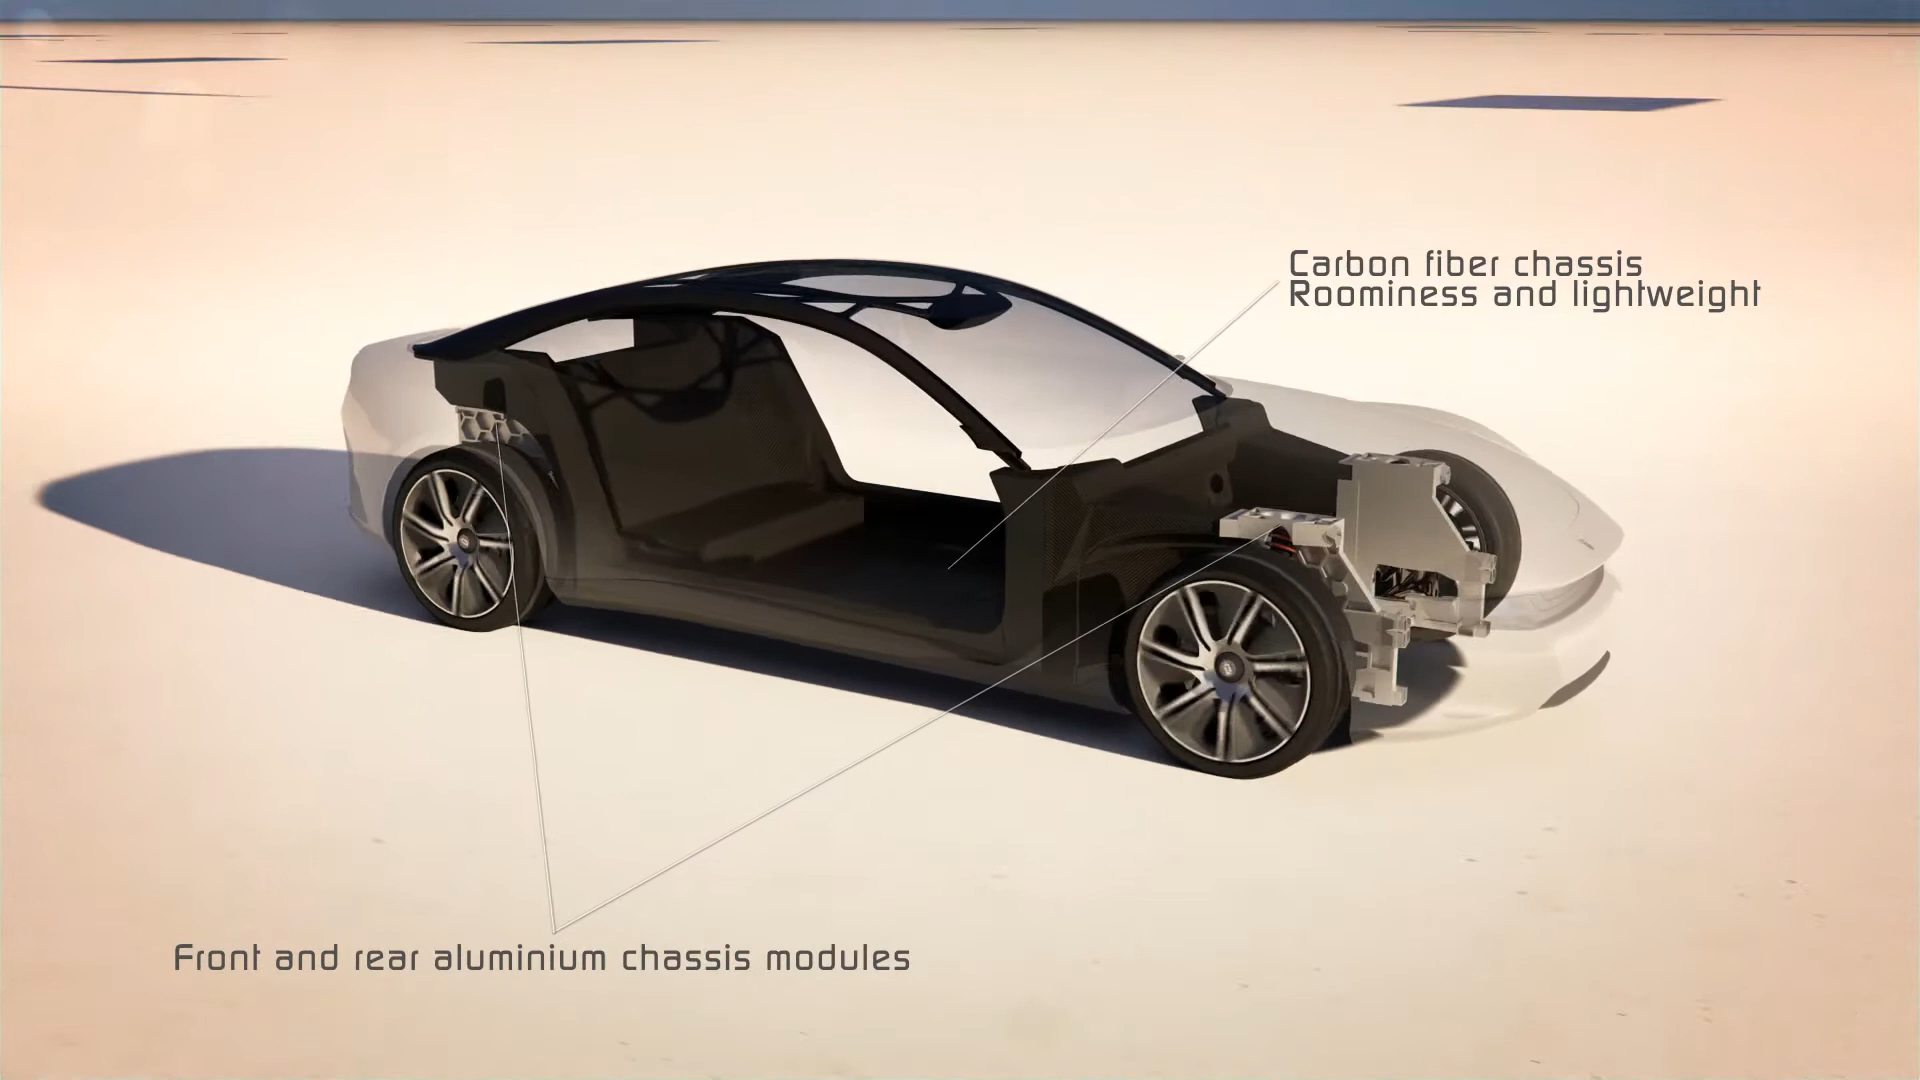 Carbon fiber chassis
Roominess and lightweight
Front and rear aluminium chassis modules